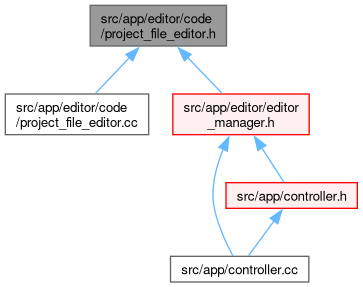 src/app/editor/code
/project_file_editor.h
src/app/editor/code
/project_file_editor.cc
src/app/editor/editor
_manager.h
src/app/controller.h
src/app/controller.cc